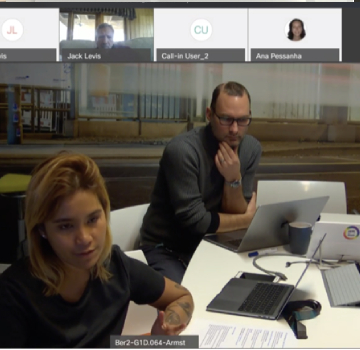 JL
vis
Jack Levis
CU
Call-in User_2
Ana Pessanha
Ber2-G1D.064-Armst